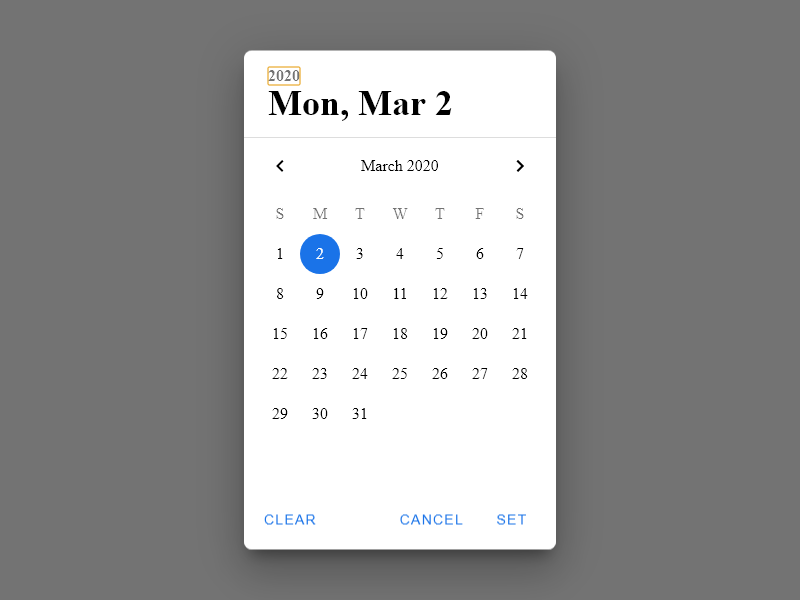 2020
Mon, Mar 2
March 2020
S M T W T F S
1 2 3 4 5 6 7
8 9 10 11 12 13 14
15 16 17 18 19 20 21
22 23 24 25 26 27 28
29 30 31
CLEAR CANCEL SET